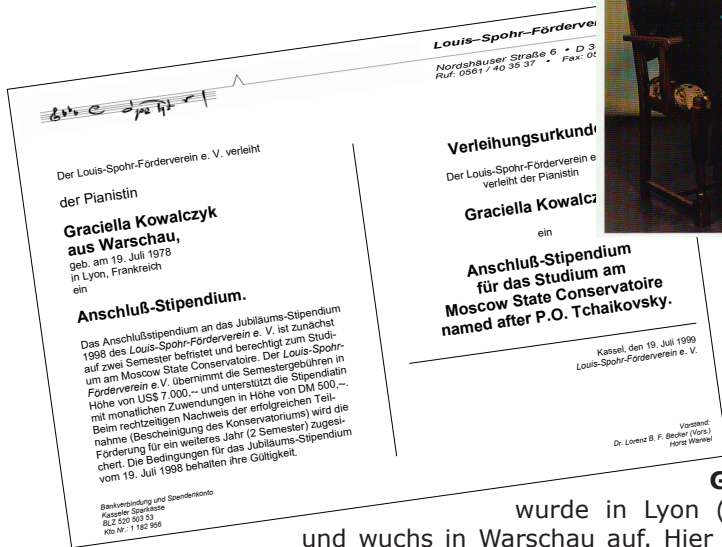 Louis–Spohr–Förderver
Nordshäuser Straße 6 • D 3
Ruf: 0561 / 40 35 37 • Fax: 05
Der Louis-Spohr-Förderverein e. V. verleiht
der Pianistin
Graciella Kowalczyk
aus Warschau,
geb. am 19. Juli 1978
in Lyon, Frankreich
ein
Anschluß-Stipendium.
Das Anschlußstipendium an das Jubiläums-Stipendium
1998 des Louis-Spohr-Förderverein e. V. ist zunächst
auf zwei Semester befristet und berechtigt zum Studi-
um am Moscow State Conservatoire. Der Louis-Spohr-
Förderverein e.V. übernimmt die Semestergebühren in
Höhe von US$ 7.000,-- und unterstützt die Stipendiatin
mit monatlichen Zuwendungen in Höhe von DM 500,--.
Beim rechtzeitigen Nachweis der erfolgreichen Teil-
nahme (Bescheinigung des Konservatoriums) wird die
Förderung für ein weiteres Jahr (2 Semester) zugesi-
chert. Die Bedingungen für das Jubiläums-Stipendium
vom 19. Juli 1998 behalten ihre Gültigkeit.
Bankverbindung und Spendenkonto
Kasseler Sparkasse
BLZ 520 503 53
Kto Nr.: 1 182 956
Verleihungsurkund
Der Louis-Spohr-Förderverein e
verleiht der Pianistin
Graciella Kowalcz
ein
Anschluß-Stipendium
für das Studium am
Moscow State Conservatoire
named after P.O. Tchaikovsky.
Kassel, den 19. Juli 1999
Louis-Spohr-Förderverein e. V.
Vorstand:
Dr. Lorenz B. F. Becker (Vors.)
Horst Warwel
G
wurde in Lyon (
und wuchs in Warschau auf. Hier